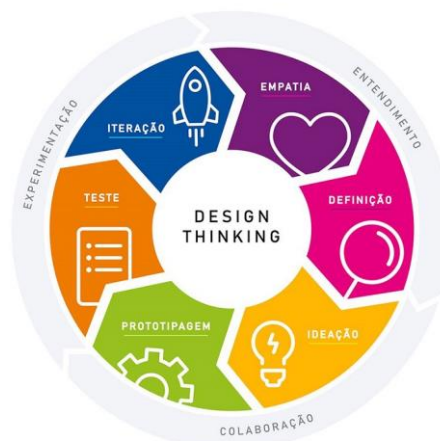 DESIGN
THINKING
EMPATIA
DEFINIÇÃO
IDEAÇÃO
PROTOTIPAGEM
TESTE
ITERAÇÃO
ENTENDIMENTO
COLABORAÇÃO
EXPERIMENTAÇÃO